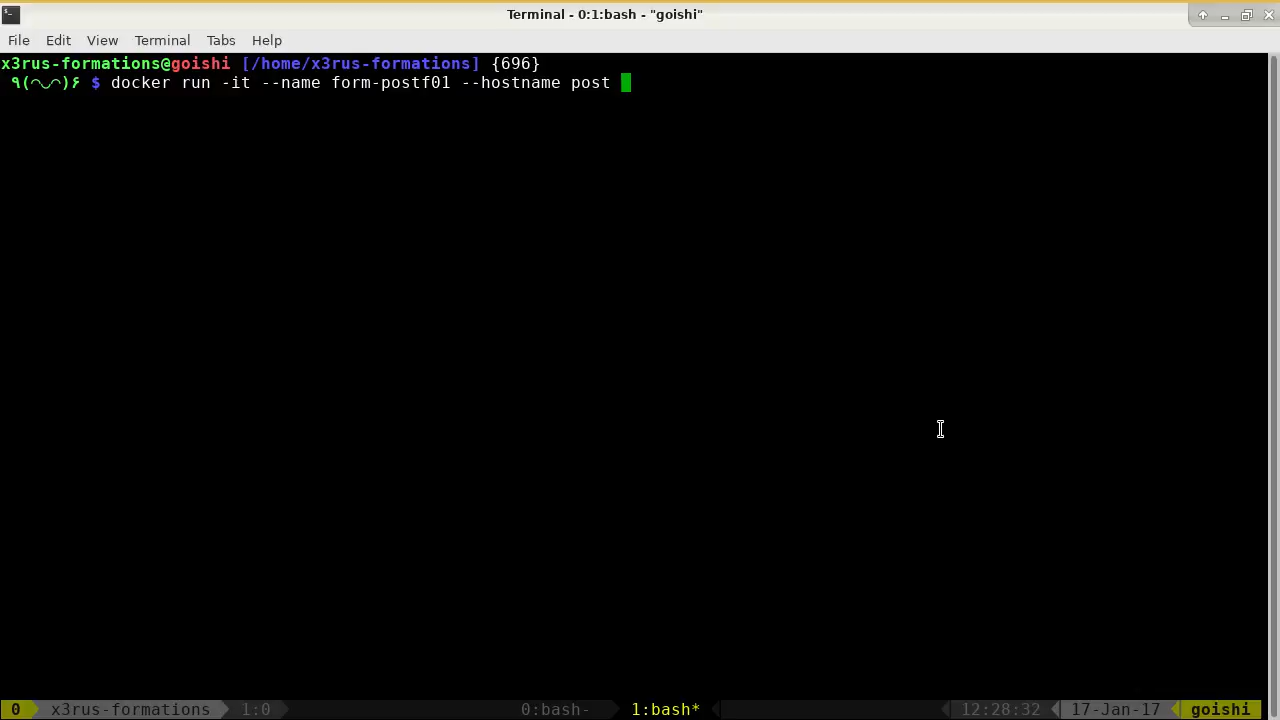 Terminal - 0:1:bash - "goishi"
File Edit View Terminal Tabs Help
x3rus-formations@goishi [/home/x3rus-formations] {696}
٩(◠◡◠)۶ $ docker run -it --name form-postf01 --hostname post
0 x3rus-formations 1:0 0:bash- 1:bash* 12:28:32 17-Jan-17 goishi